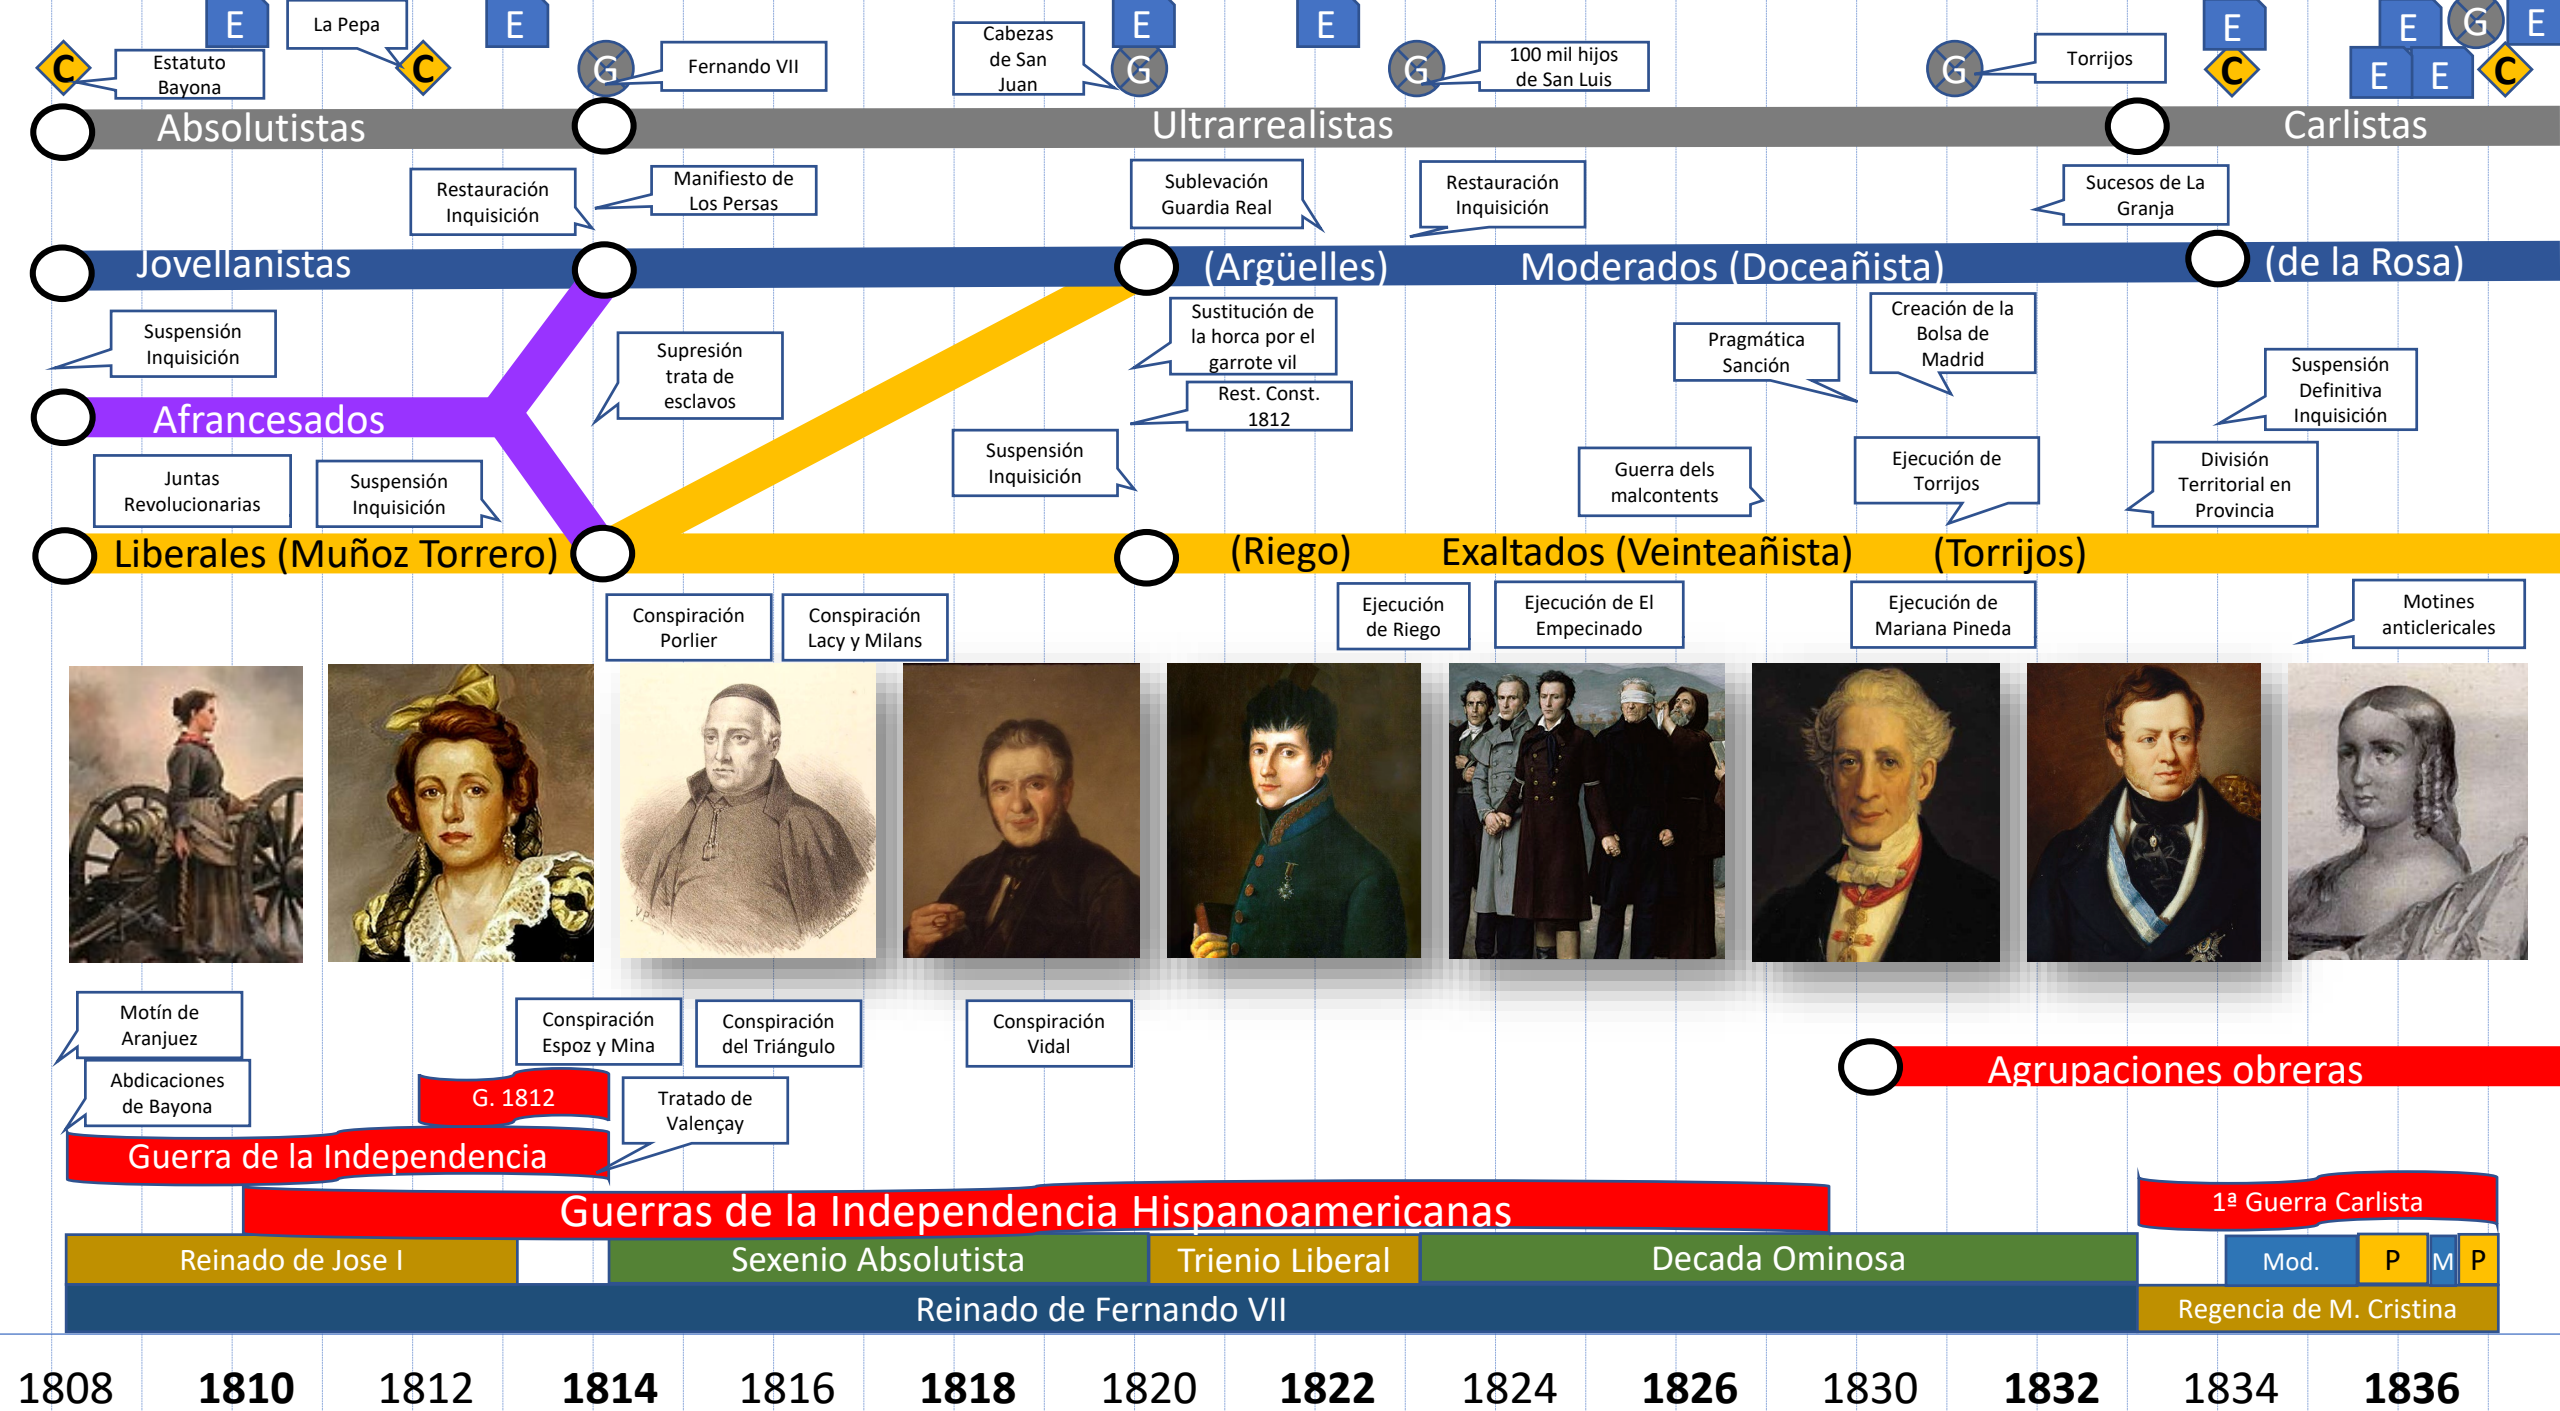 E
La Pepa
E
Cabezas
de San
Juan
E
E
E
E
G
E
C
Estatuto
Bayona
C
G
Fernando VII
G
G
100 mil hijos
de San Luis
G
Torrijos
C
E
E
C
Absolutistas
Ultrarrealistas
Carlistas
Restauración
Inquisición
Manifiesto de
Los Persas
Sublevación
Guardia Real
Restauración
Inquisición
Sucesos de La
Granja
Jovellanistas
(Argüelles)
Moderados (Doceañista)
(de la Rosa)
Suspensión
Inquisición
Supresión
trata de
esclavos
Sustitución de
la horca por el
garrote vil
Pragmática
Sanción
Creación de la
Bolsa de
Madrid
Suspensión
Definitiva
Inquisición
Afrancesados
Rest. Const.
1812
Juntas
Revolucionarias
Suspensión
Inquisición
Suspensión
Inquisición
Guerra dels
malcontents
Ejecución de
Torrijos
División
Territorial en
Provincia
Liberales (Muñoz Torrero)
(Riego)
Exaltados (Veinteañista)
(Torrijos)
Conspiración
Porlier
Conspiración
Lacy y Milans
Ejecución
de Riego
Ejecución de El
Empecinado
Ejecución de
Mariana Pineda
Motines
anticlericales
Motín de
Aranjuez
Conspiración
Espoz y Mina
Conspiración
del Triángulo
Conspiración
Vidal
Agrupaciones obreras
Abdicaciones
de Bayona
G. 1812
Tratado de
Valençay
Guerra de la Independencia
Guerras de la Independencia Hispanoamericanas
1ª Guerra Carlista
Reinado de Jose I
Sexenio Absolutista
Trienio Liberal
Decada Ominosa
Mod.
P
M
P
Reinado de Fernando VII
Regencia de M. Cristina
1808 1810 1812 1814 1816 1818 1820 1822 1824 1826 1830 1832 1834 1836